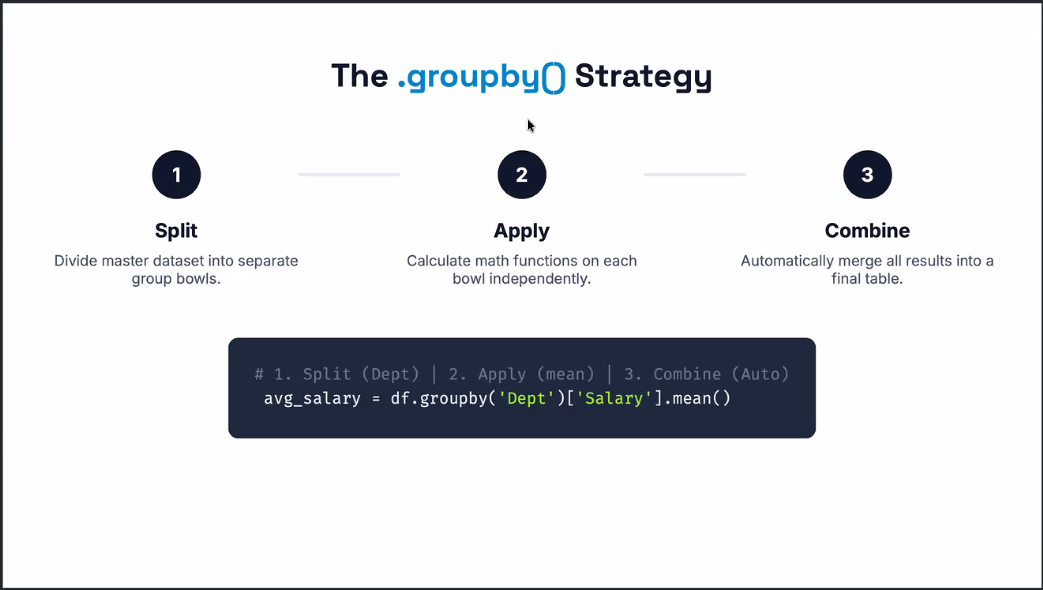 The .groupby() Strategy
1
2
3
Split
Apply
Combine
Divide master dataset into separate
group bowls.
Calculate math functions on each
bowl independently.
Automatically merge all results into a
final table.
# 1. Split (Dept) | 2. Apply (mean) | 3. Combine (Auto)
avg_salary = df.groupby('Dept')['Salary'].mean()